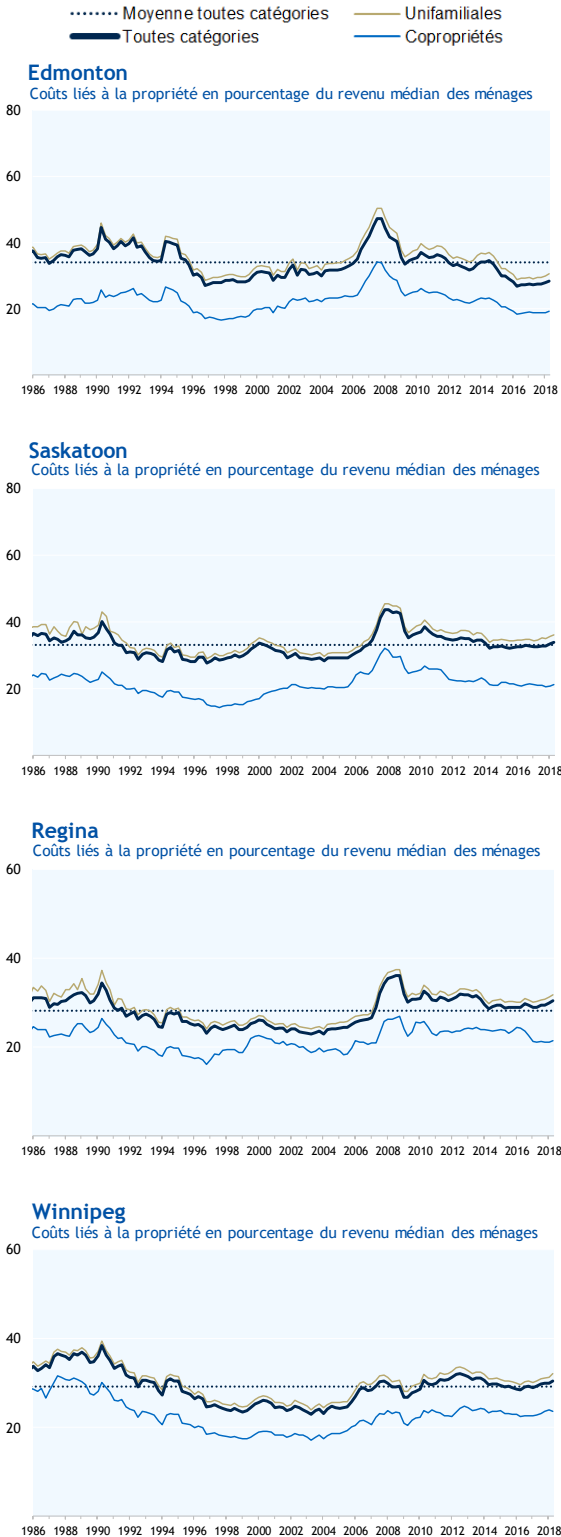 Moyenne toutes catégories Unifamiliales
Toutes catégories Copropriétés
Edmonton
Coûts liés à la propriété en pourcentage du revenu médian des ménages
80
60
40
20
1986 1988 1990 1992 1994 1996 1998 2000 2002 2004 2006 2008 2010 2012 2014 2016 2018
Saskatoon
Coûts liés à la propriété en pourcentage du revenu médian des ménages
80
60
40
20
1986 1988 1990 1992 1994 1996 1998 2000 2002 2004 2006 2008 2010 2012 2014 2016 2018
Regina
Coûts liés à la propriété en pourcentage du revenu médian des ménages
60
40
20
1986 1988 1990 1992 1994 1996 1998 2000 2002 2004 2006 2008 2010 2012 2014 2016 2018
Winnipeg
Coûts liés à la propriété en pourcentage du revenu médian des ménages
60
40
20
1986 1988 1990 1992 1994 1996 1998 2000 2002 2004 2006 2008 2010 2012 2014 2016 2018